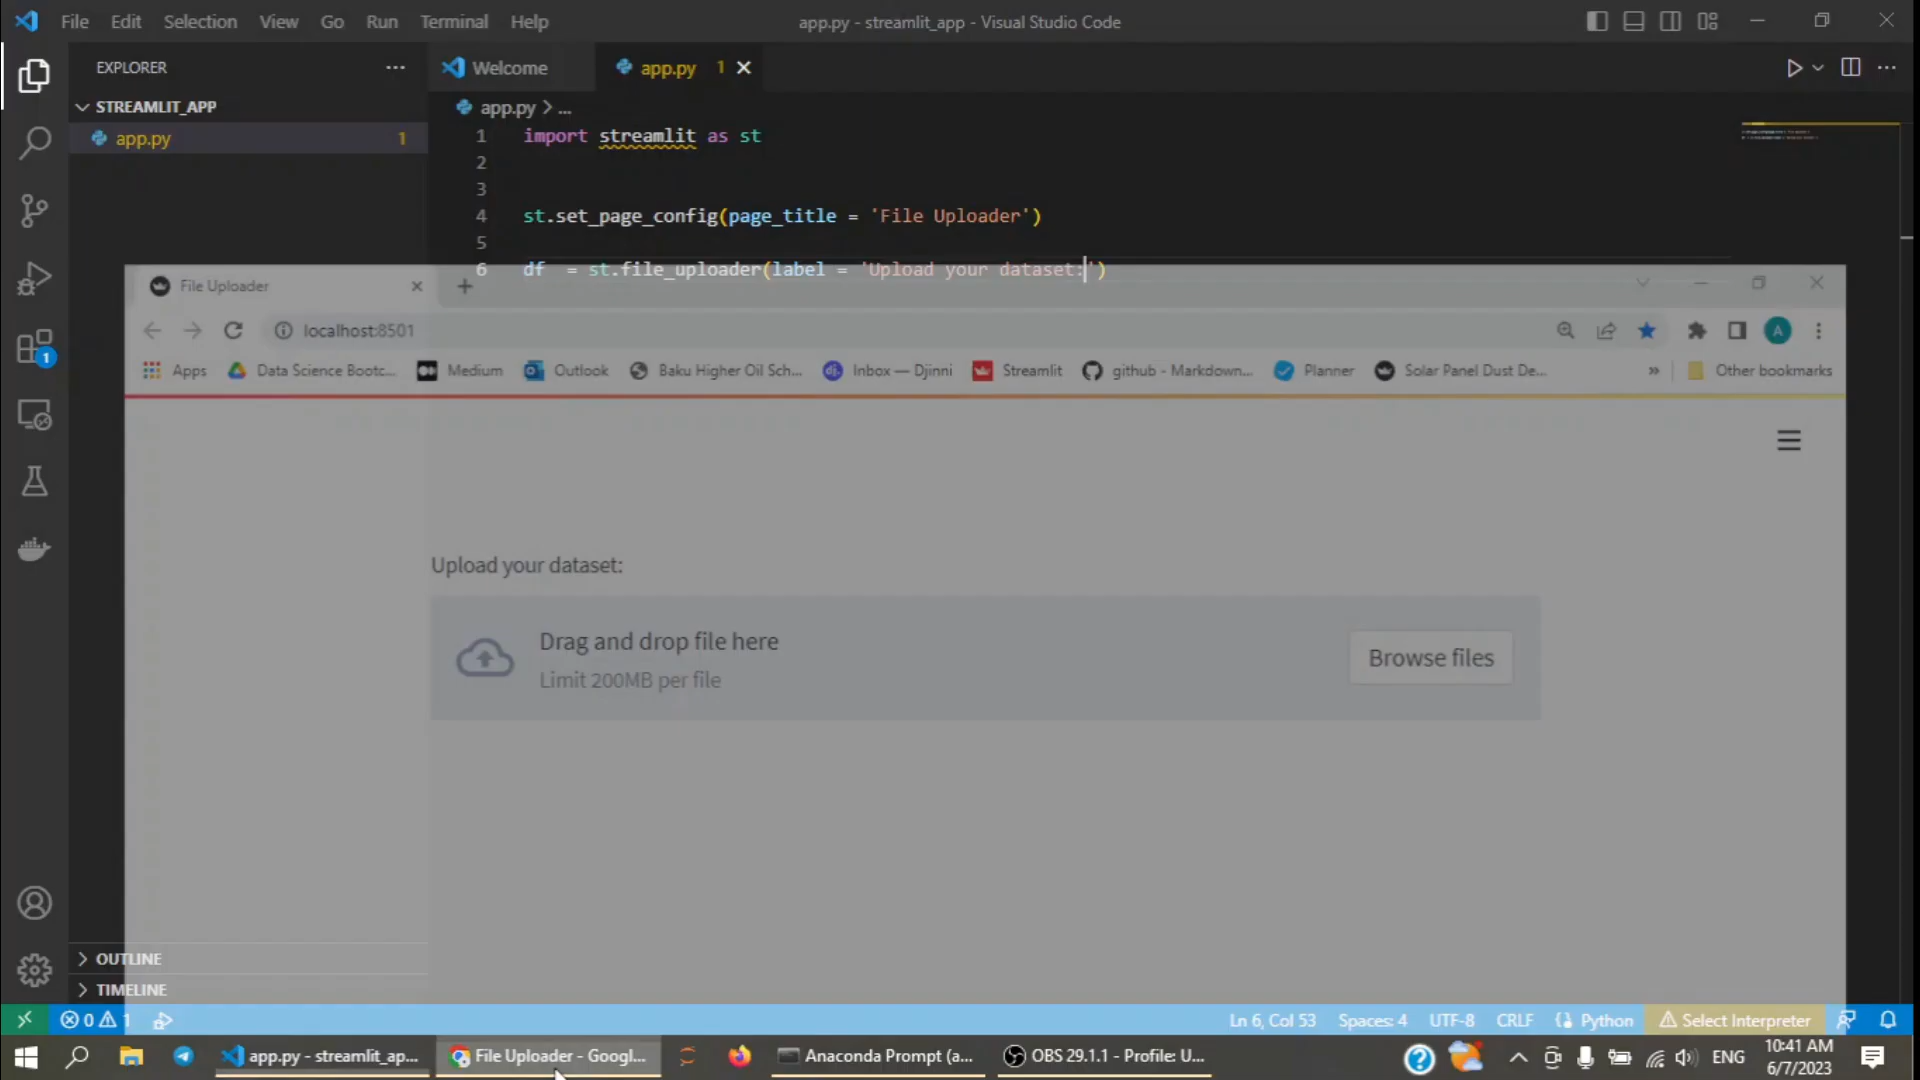 File Edit Selection View Go Run Terminal Help
app.py - streamlit_app - Visual Studio Code
EXPLORER
Welcome
app.py 1
STREAMLIT_APP
app.py > ...
app.py 1
1 import streamlit as st
2
3
4 st.set_page_config(page_title = 'File Uploader')
5
6 df = st.file_uploader(label = 'Upload your dataset:')
File Uploader
localhost:8501
A
Apps Data Science Bootc... Medium Outlook Baku Higher Oil Sch... Inbox — Djinni Streamlit github - Markdown... Planner Solar Panel Dust De... » Other bookmarks
1
Upload your dataset:
Drag and drop file here
Limit 200MB per file
Browse files
OUTLINE
TIMELINE
0 1
Ln 6, Col 53 Spaces: 4 UTF-8 CRLF Python Select Interpreter
app.py - streamlit_ap... File Uploader - Googl... Anaconda Prompt (a... OBS 29.1.1 - Profile: U... ENG
10:41 AM
6/7/2023